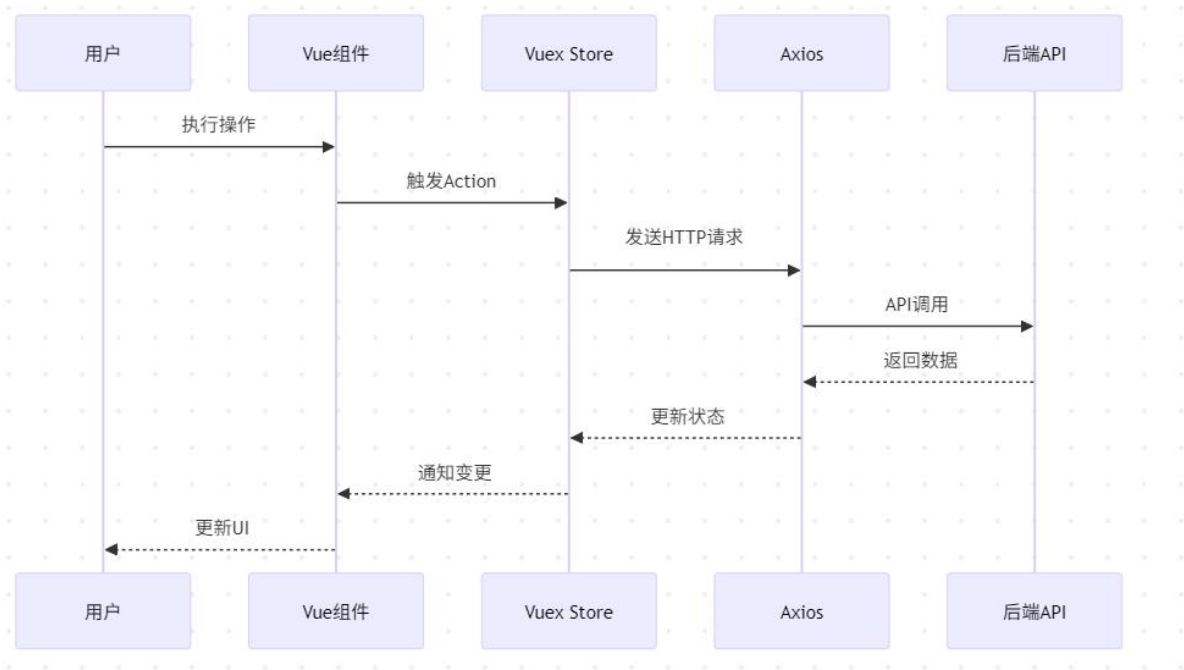 用户
Vue组件
Vuex Store
Axios
后端API
执行操作
触发Action
发送HTTP请求
API调用
返回数据
更新状态
通知变更
更新UI
用户
Vue组件
Vuex Store
Axios
后端API